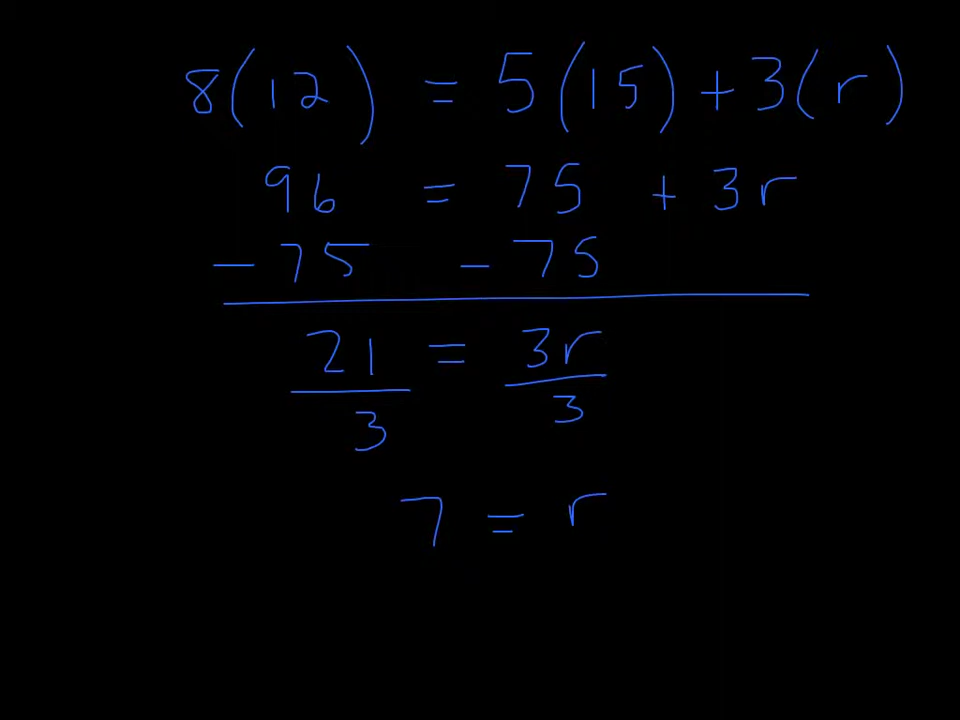 8(12) = 5(15) + 3(r)
96 = 75 + 3r
- 75 - 75
21 = 3r
3 3
7 = r